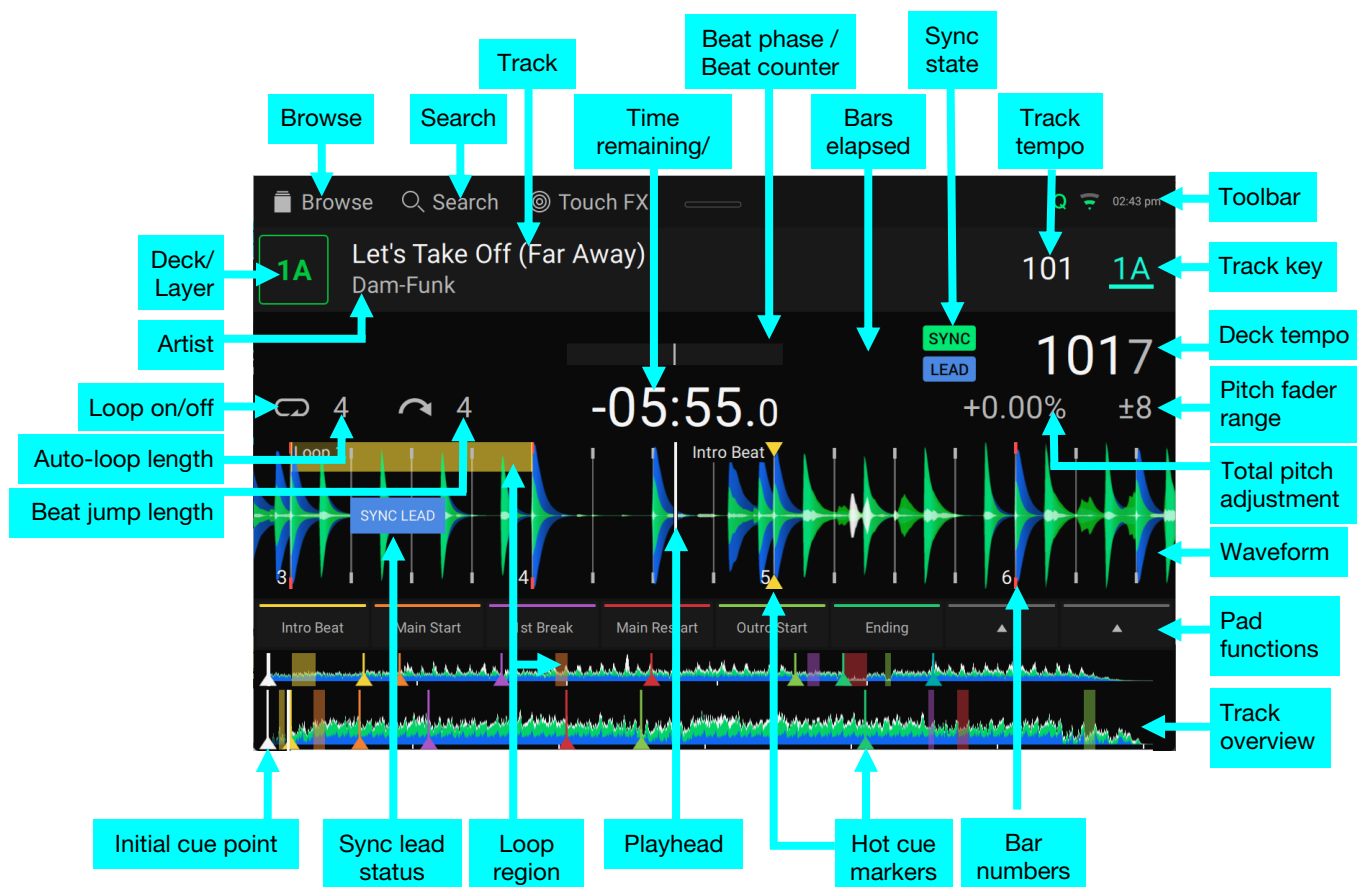 Beat phase /
Beat counter
Sync
state
Track
Browse
Search
Time
remaining/
Bars
elapsed
Track
tempo
Browse
Search
Touch FX
Q
02:43 pm
Toolbar
Deck/
Layer
1A
Let's Take Off (Far Away)
Dam-Funk
101
1A
Track key
Artist
SYNC
LEAD
1017
Deck tempo
Loop on/off
4
4
-05:55.0
+0.00%
±8
Pitch fader
range
Auto-loop length
Loop
Intro Beat
Total pitch
adjustment
Beat jump length
SYNC LEAD
Waveform
3
4
5
6
Intro Beat
Main Start
1st Break
Main Restart
Outro Start
Ending
Pad
functions
Track
overview
Initial cue point
Sync lead
status
Loop
region
Playhead
Hot cue
markers
Bar
numbers